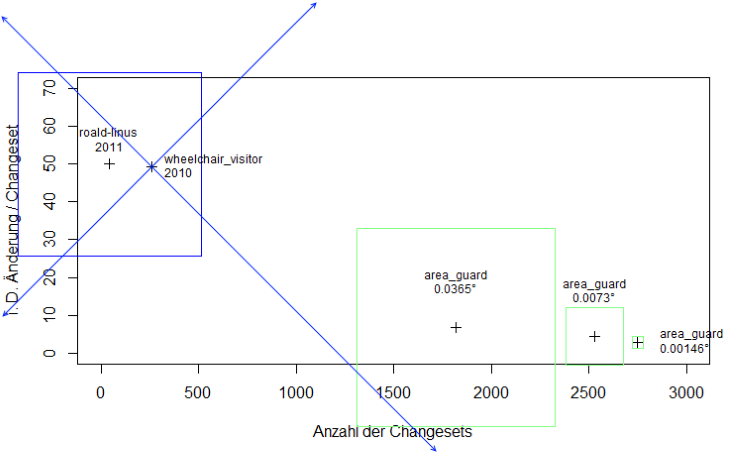 70
60
50
40
30
20
10
0
i.D. Änderung / Changeset
roald-linus
2011
wheelchair_visitor
2010
area_guard
0.0365°
area_guard
0.0073°
area_guard
0.00146°
0
500
1000
1500
2000
2500
3000
Anzahl der Changesets